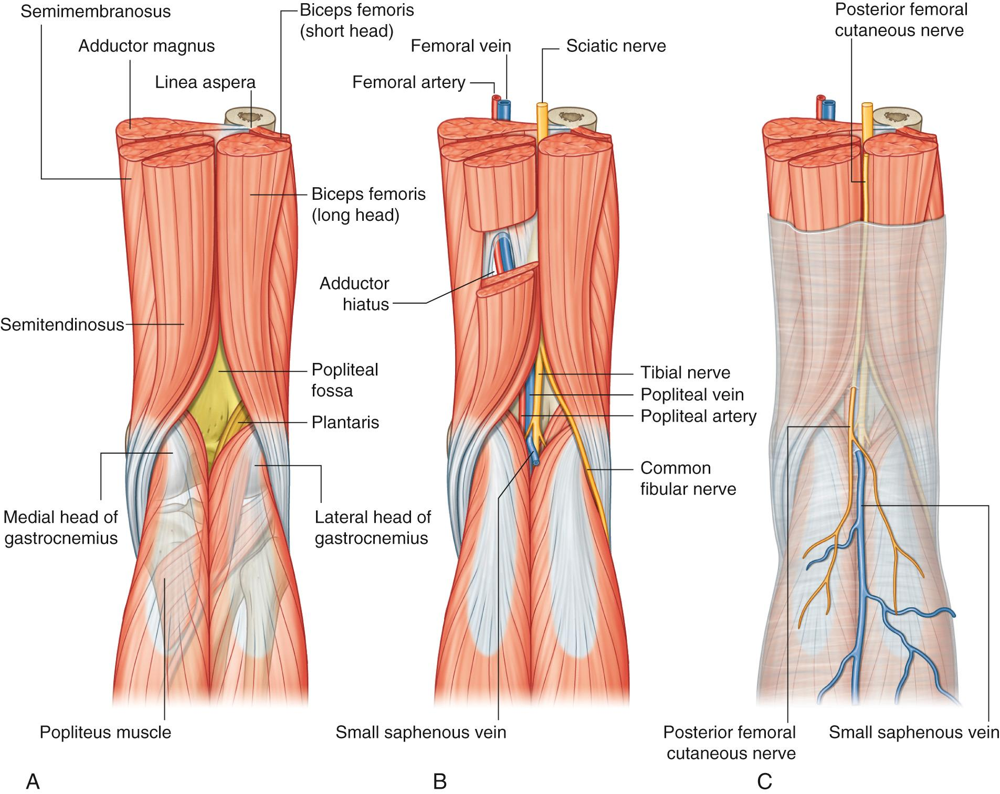 Semimembranosus
Adductor magnus
Linea aspera
Biceps femoris
(short head)
Biceps femoris
(long head)
Semitendinosus
Popliteal
fossa
Plantaris
Medial head of
gastrocnemius
Lateral head of
gastrocnemius
Popliteus muscle
A
Femoral vein
Femoral artery
Sciatic nerve
Adductor
hiatus
Tibial nerve
Popliteal vein
Popliteal artery
Common
fibular nerve
Small saphenous vein
B
Posterior femoral
cutaneous nerve
Posterior femoral
cutaneous nerve
Small saphenous vein
C